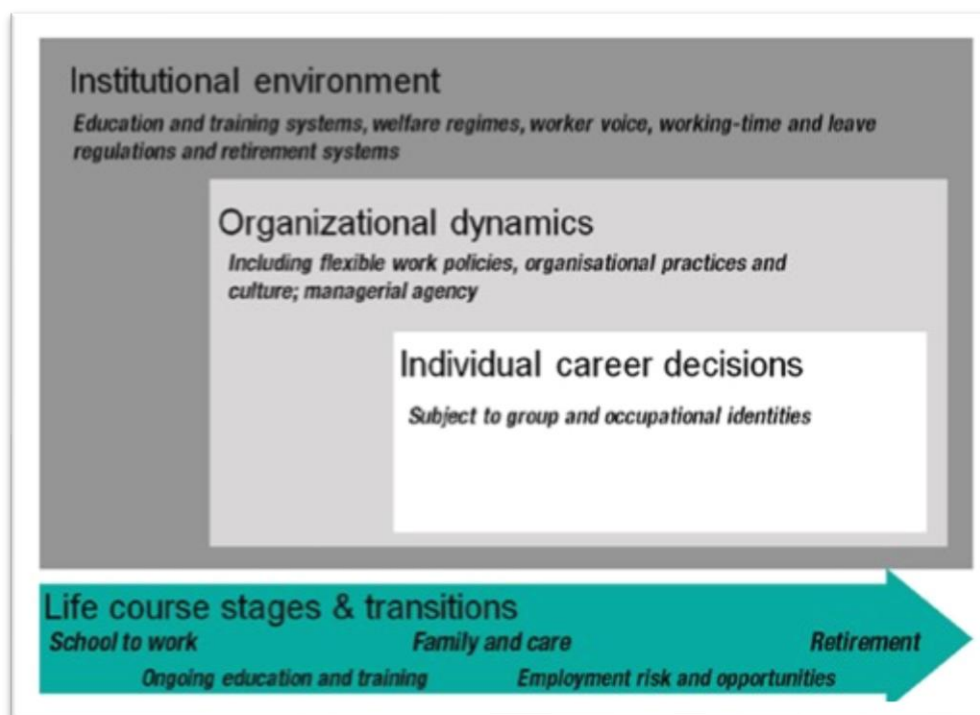 Institutional environment
Education and training systems, welfare regimes, worker voice, working-time and leave
regulations and retirement systems
Organizational dynamics
Including flexible work policies, organisational practices and
culture; managerial agency
Individual career decisions
Subject to group and occupational identities
Life course stages & transitions
School to work Family and care Retirement
Ongoing education and training Employment risk and opportunities